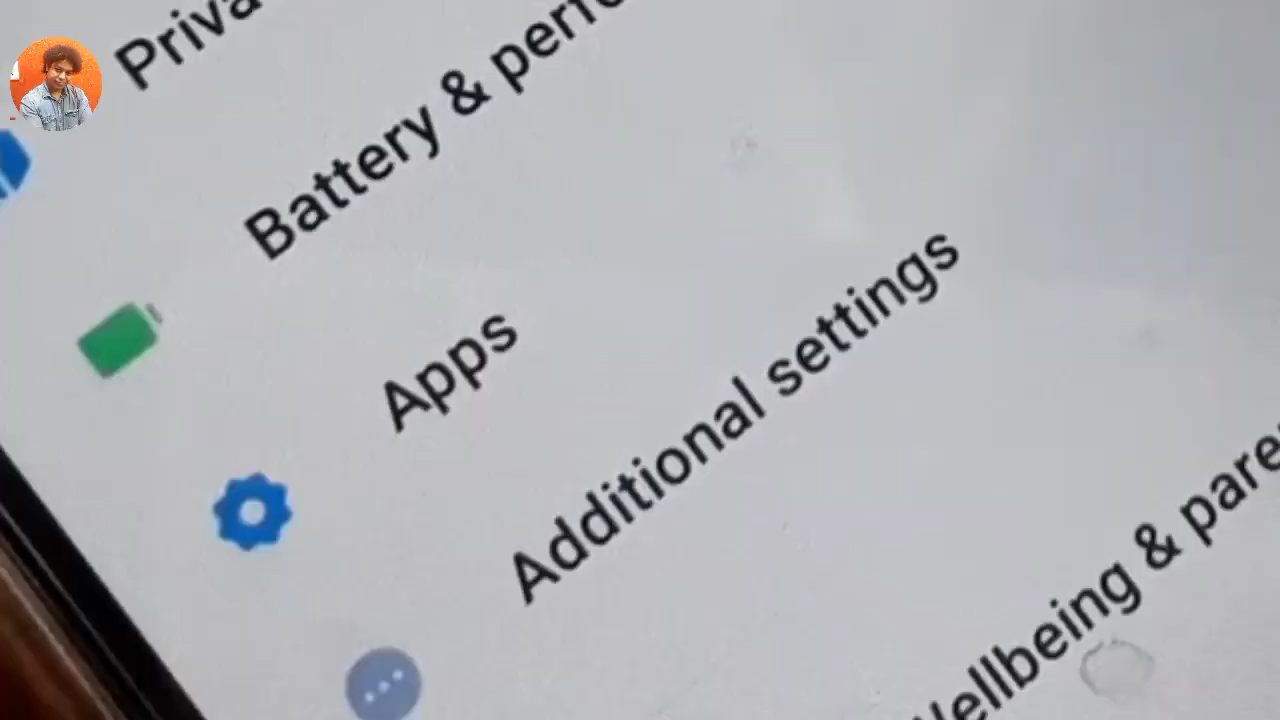 Priva
Battery & perfo
Apps
Additional settings
Wellbeing & pare